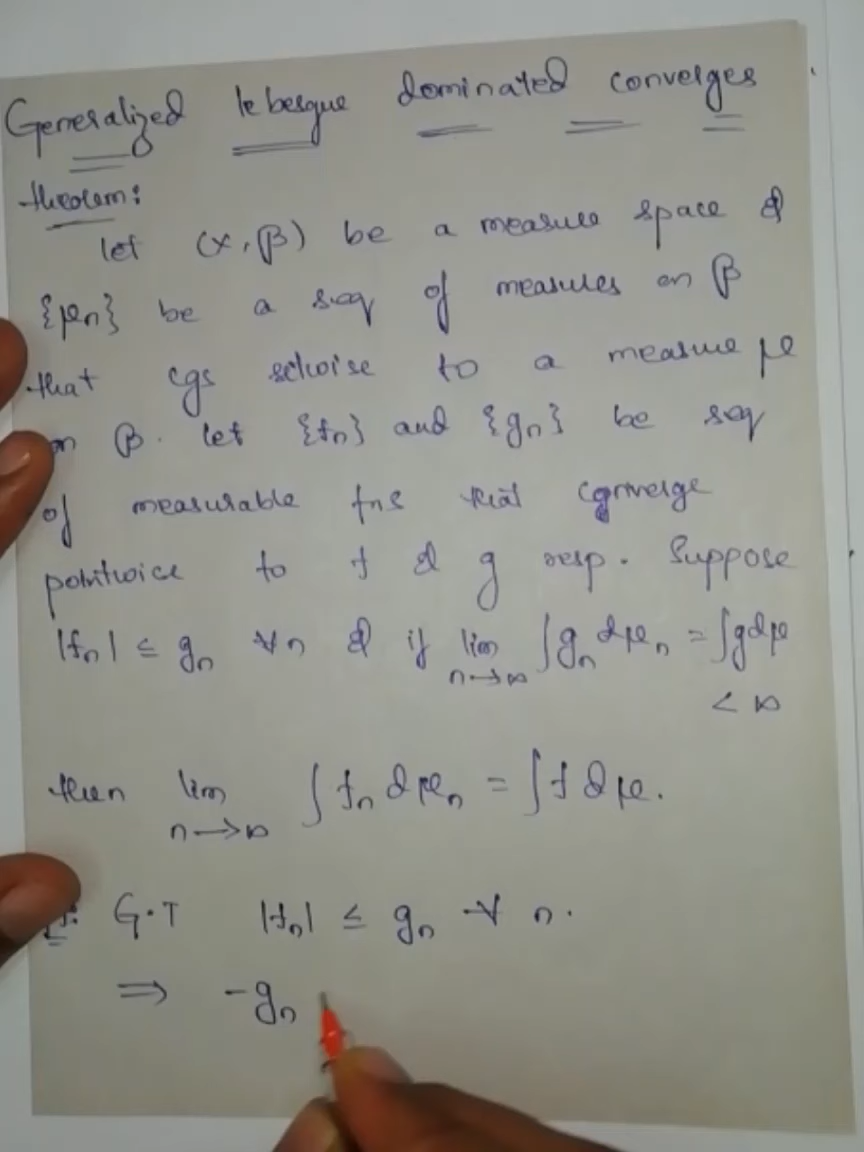 Generalized lebesgue dominated converges
theorem:
let (X, β) be a measure space &
{μn} be a seq of measures on β
that cgs setwise to a measure μ
on β. let {fn} and {gn} be seq
of measurable fns that converge
pointwice to f & g resp. Suppose
|fn| ≤ gn ∀n & if lim n→∞ ∫gn dμn = ∫g dμ
< ∞
then lim n→∞ ∫ fn dμn = ∫ f dμ.
G.T |fn| ≤ gn ∀ n.
⇒ -gn